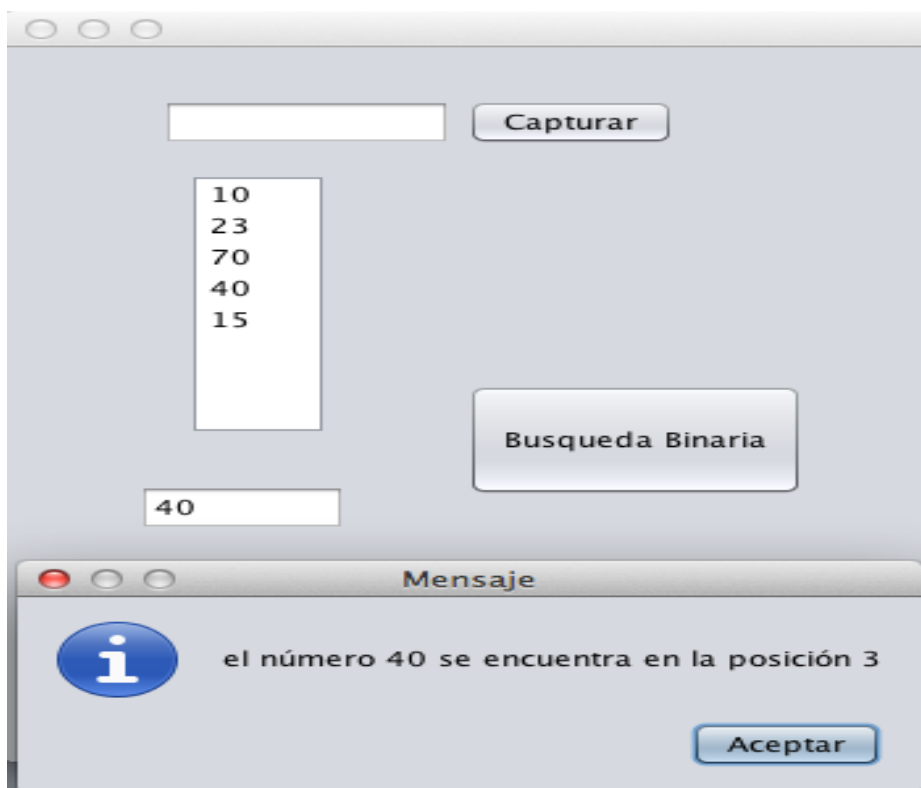 Capturar
10
23
70
40
15
Busqueda Binaria
40
Mensaje
el número 40 se encuentra en la posición 3
Aceptar